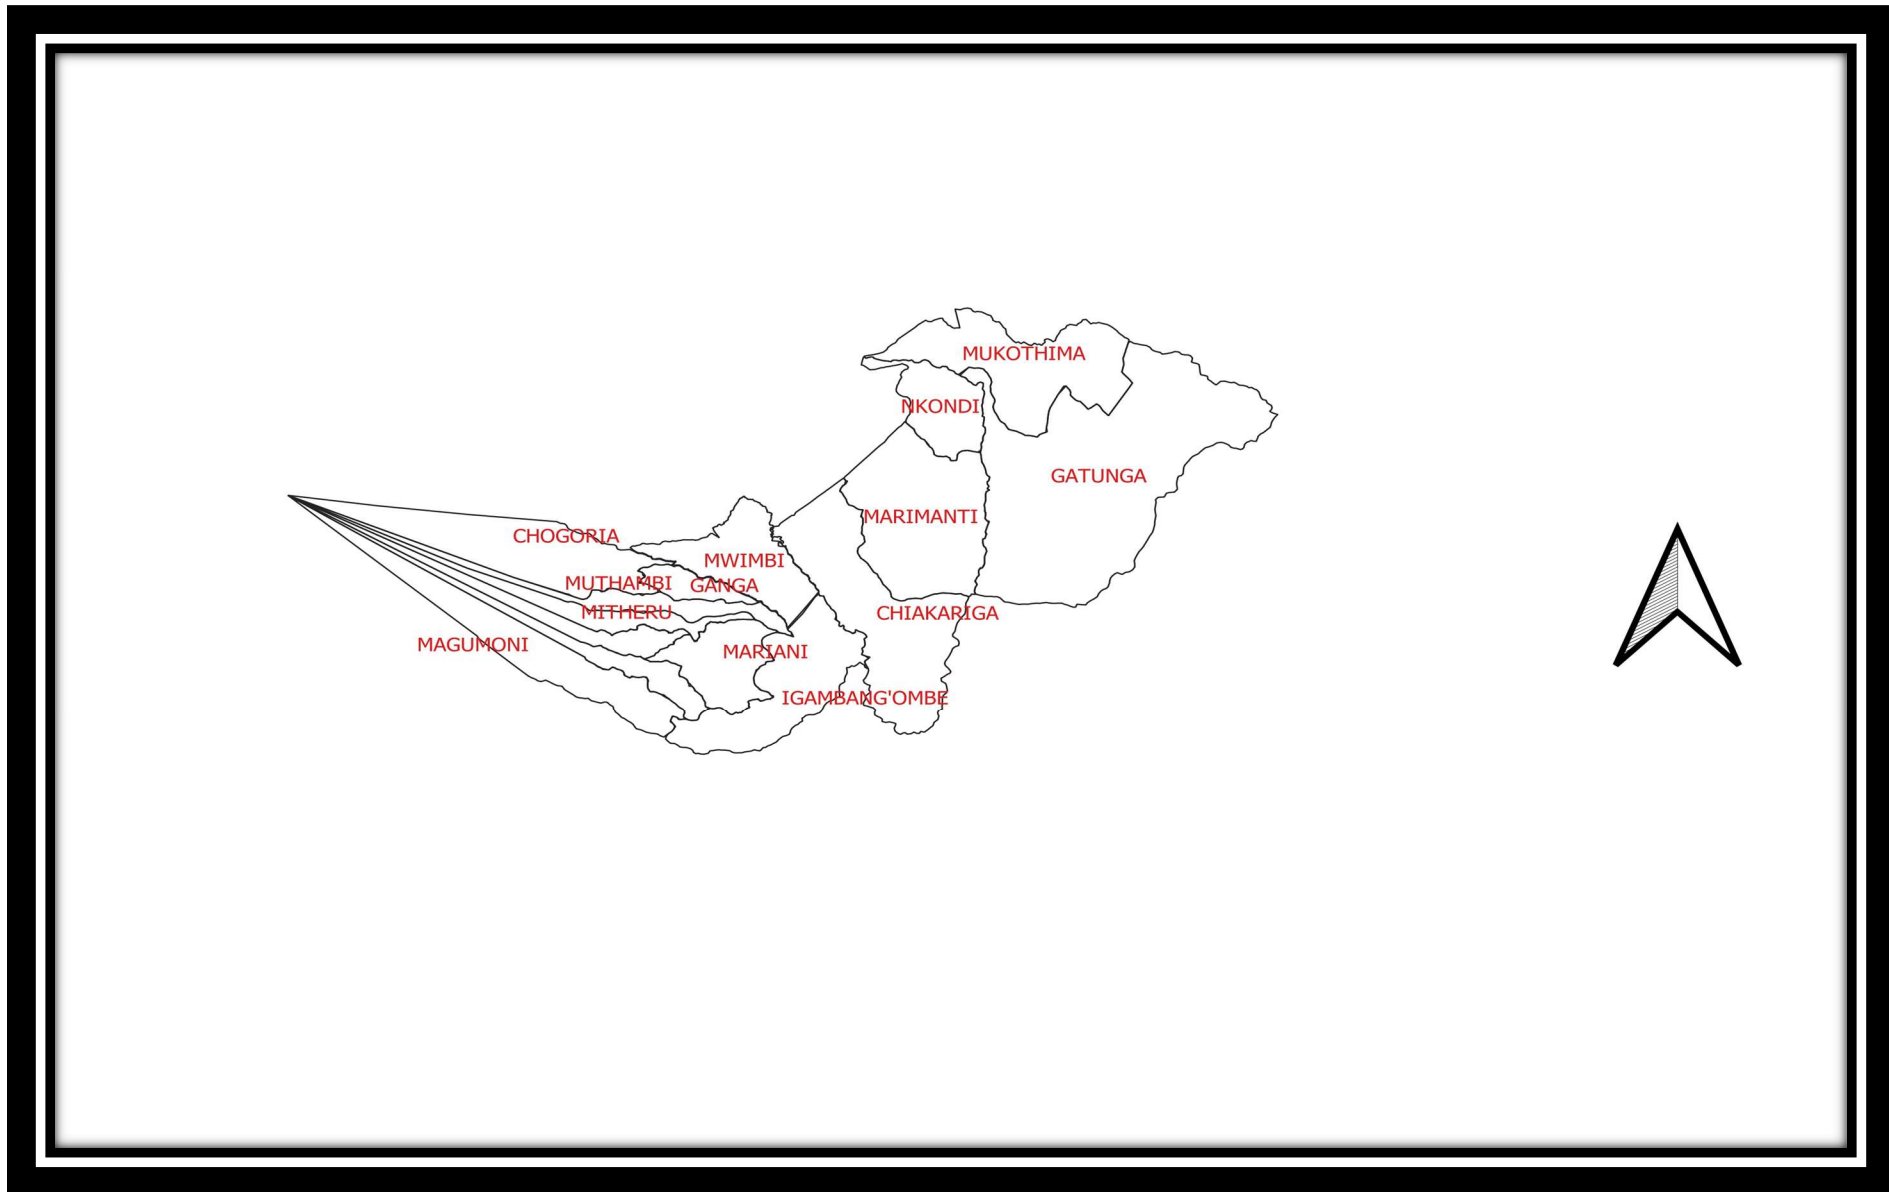 MUKOTHIMA
NKONDI
GATUNGA
MARIMANTI
CHOGORIA
MWIMBI
MUTHAMBI
GANGA
MITHERU
CHIAKARIGA
MAGUMONI
MARIANI
IGAMBANG'OMBE